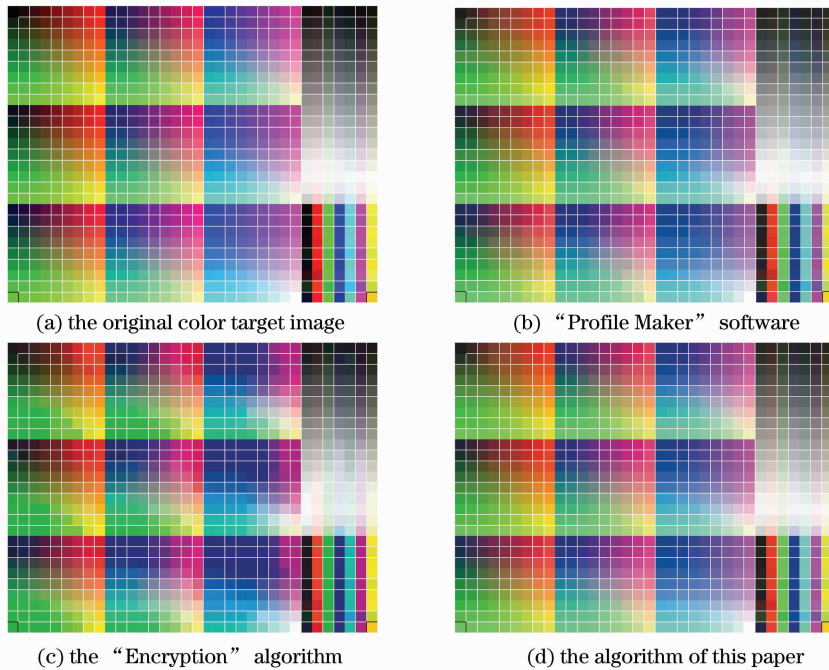 (a) the original color target image
(b) “Profile Maker” software
(c) the “Encryption” algorithm
(d) the algorithm of this paper